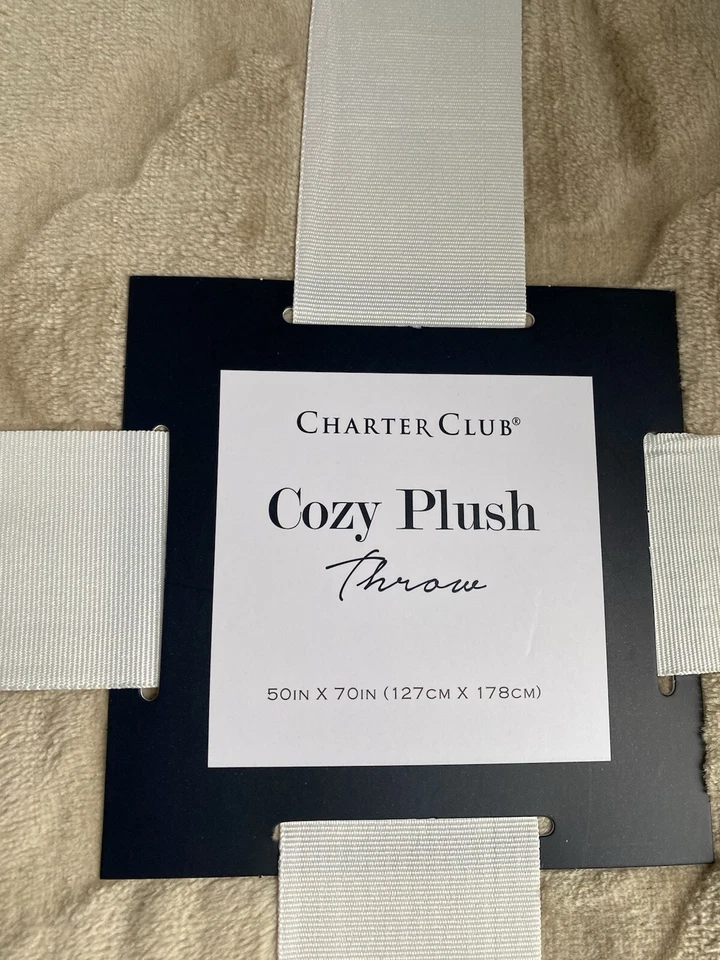 CHARTER CLUB®
Cozy Plush
Throw
50IN X 70IN (127CM X 178CM)